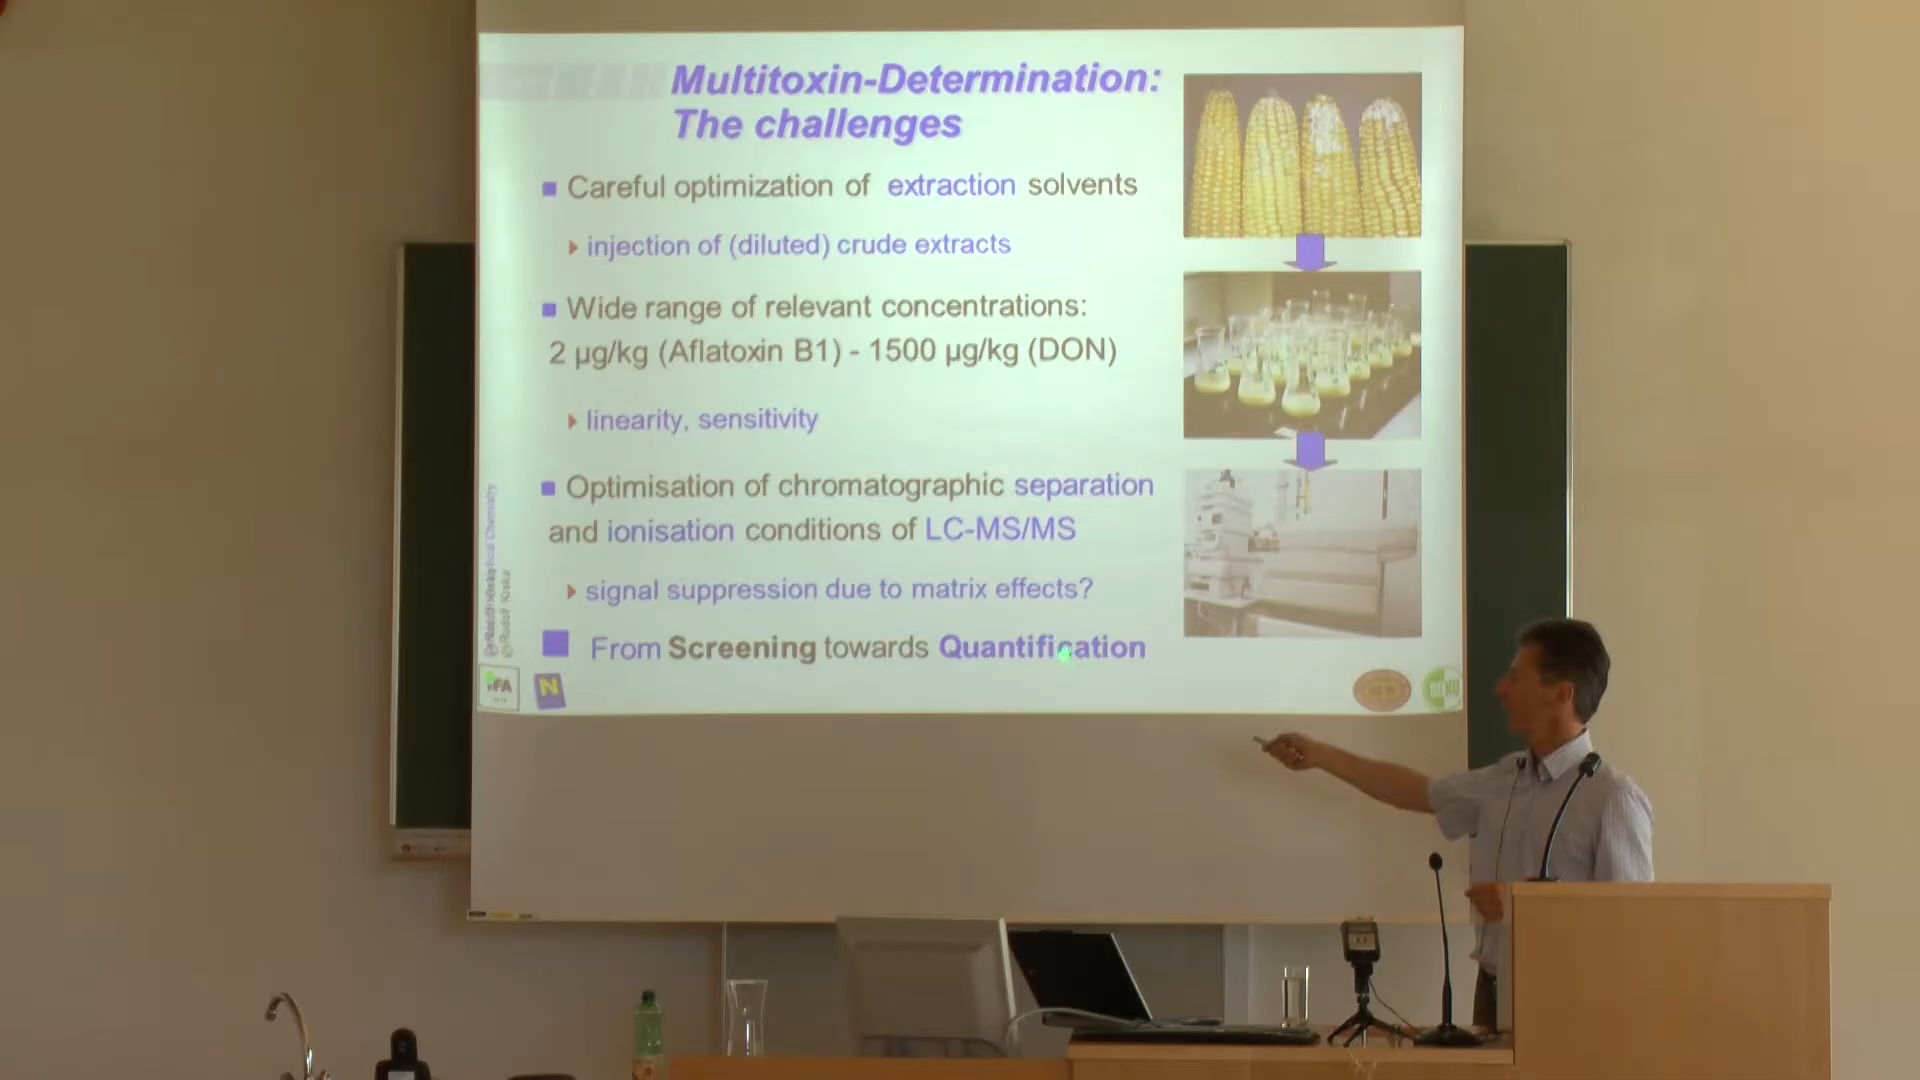 Multitoxin-Determination:
The challenges
Careful optimization of extraction solvents
injection of (diluted) crude extracts
Wide range of relevant concentrations:
2 µg/kg (Aflatoxin B1) - 1500 µg/kg (DON)
linearity, sensitivity
Optimisation of chromatographic separation
and ionisation conditions of LC-MS/MS
signal suppression due to matrix effects?
From Screening towards Quantification
IFA
N